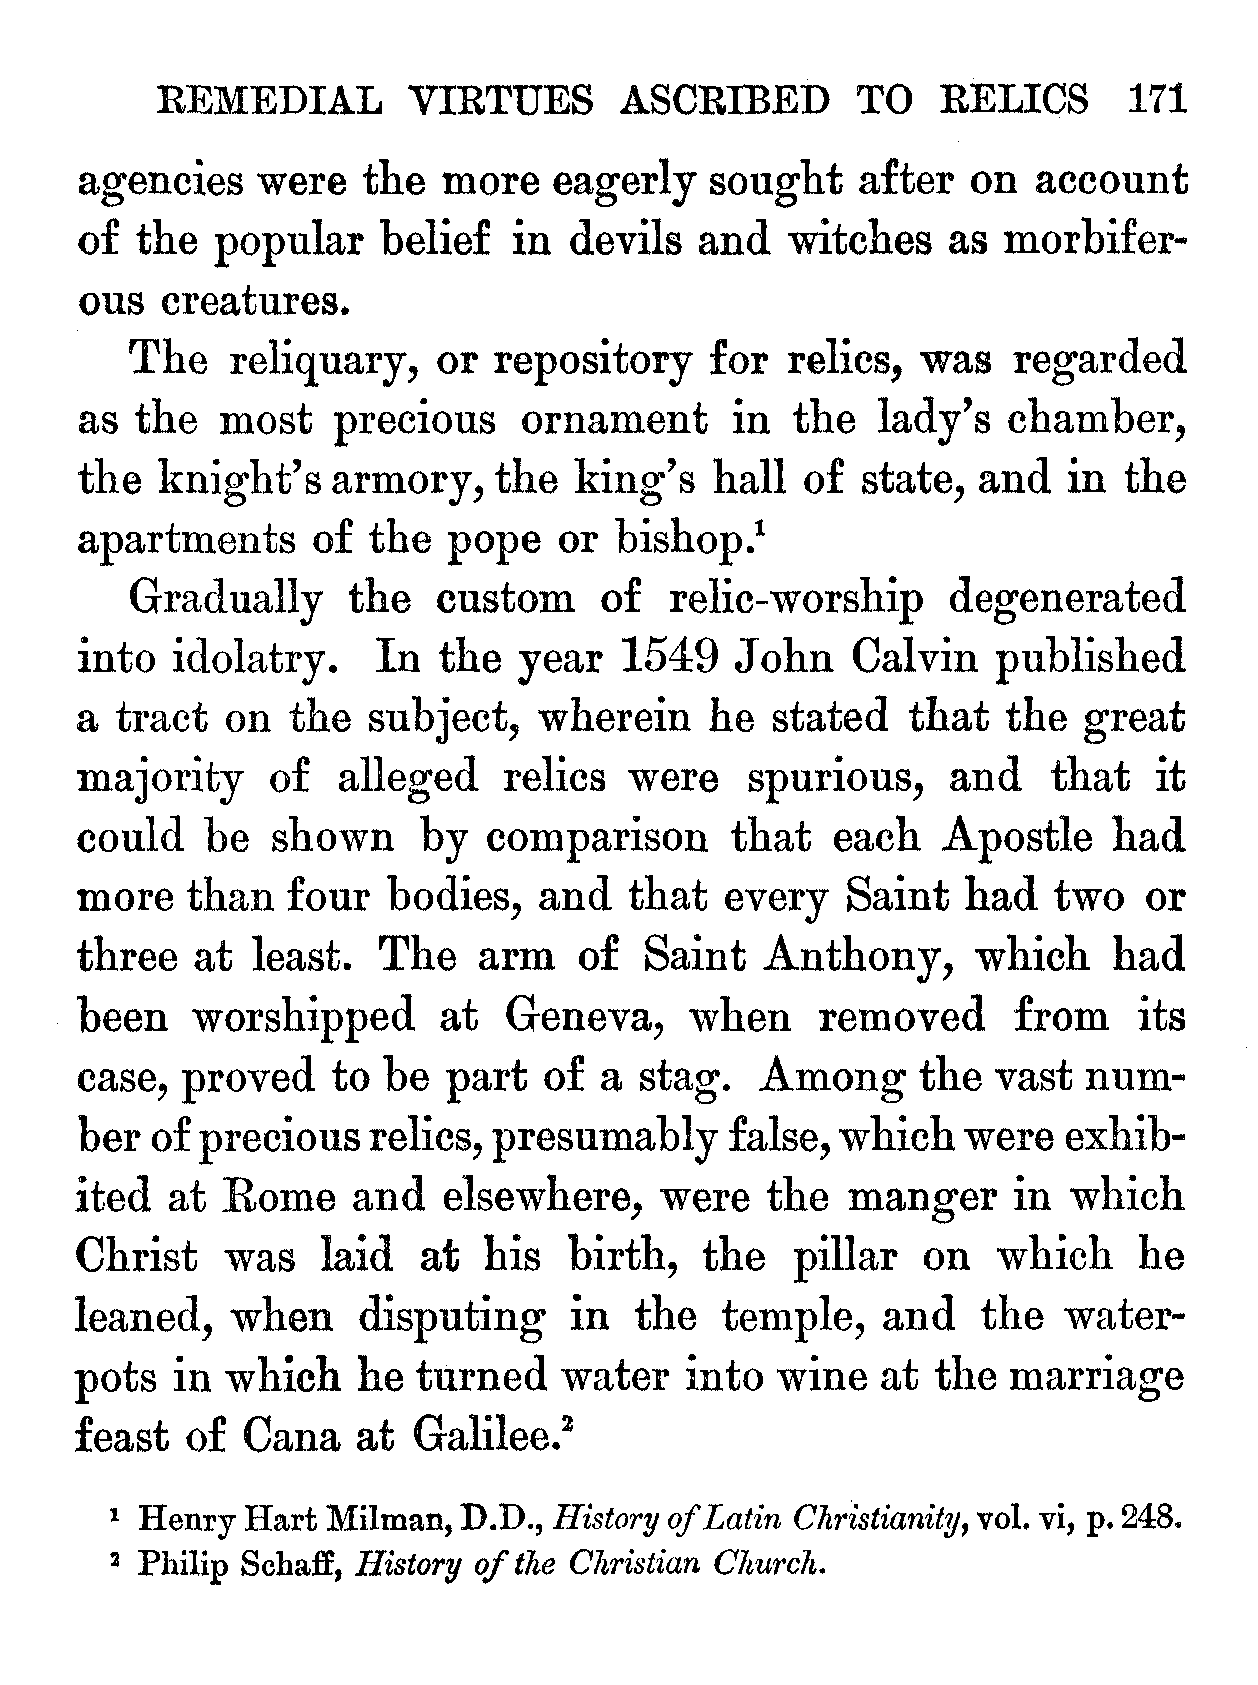 REMEDIAL VIRTUES ASCRIBED TO RELICS 171
agencies were the more eagerly sought after on account
of the popular belief in devils and witches as morbifer-
ous creatures.
The reliquary, or repository for relics, was regarded
as the most precious ornament in the lady's chamber,
the knight's armory, the king's hall of state, and in the
apartments of the pope or bishop.¹
Gradually the custom of relic-worship degenerated
into idolatry. In the year 1549 John Calvin published
a tract on the subject, wherein he stated that the great
majority of alleged relics were spurious, and that it
could be shown by comparison that each Apostle had
more than four bodies, and that every Saint had two or
three at least. The arm of Saint Anthony, which had
been worshipped at Geneva, when removed from its
case, proved to be part of a stag. Among the vast num-
ber of precious relics, presumably false, which were exhib-
ited at Rome and elsewhere, were the manger in which
Christ was laid at his birth, the pillar on which he
leaned, when disputing in the temple, and the water-
pots in which he turned water into wine at the marriage
feast of Cana at Galilee.²
¹ Henry Hart Milman, D.D., History of Latin Christianity, vol. vi, p. 248.
² Philip Schaff, History of the Christian Church.